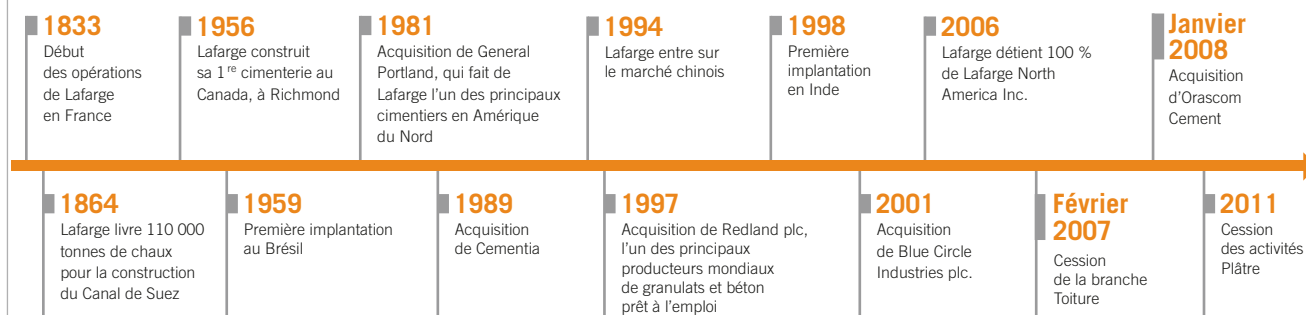 1833
Début
des opérations
de Lafarge
en France
1956
Lafarge construit
sa 1re cimenterie au
Canada, à Richmond
1981
Acquisition de General
Portland, qui fait de
Lafarge l’un des principaux
cimentiers en Amérique
du Nord
1994
Lafarge entre sur
le marché chinois
1998
Première
implantation
en Inde
2006
Lafarge détient 100 %
de Lafarge North
America Inc.
Janvier
2008
Acquisition
d’Orascom
Cement
1864
Lafarge livre 110 000
tonnes de chaux
pour la construction
du Canal de Suez
1959
Première implantation
au Brésil
1989
Acquisition
de Cementia
1997
Acquisition de Redland plc,
l’un des principaux
producteurs mondiaux
de granulats et béton
prêt à l’emploi
2001
Acquisition
de Blue Circle
Industries plc.
Février
2007
Cession
de la branche
Toiture
2011
Cession
des activités
Plâtre